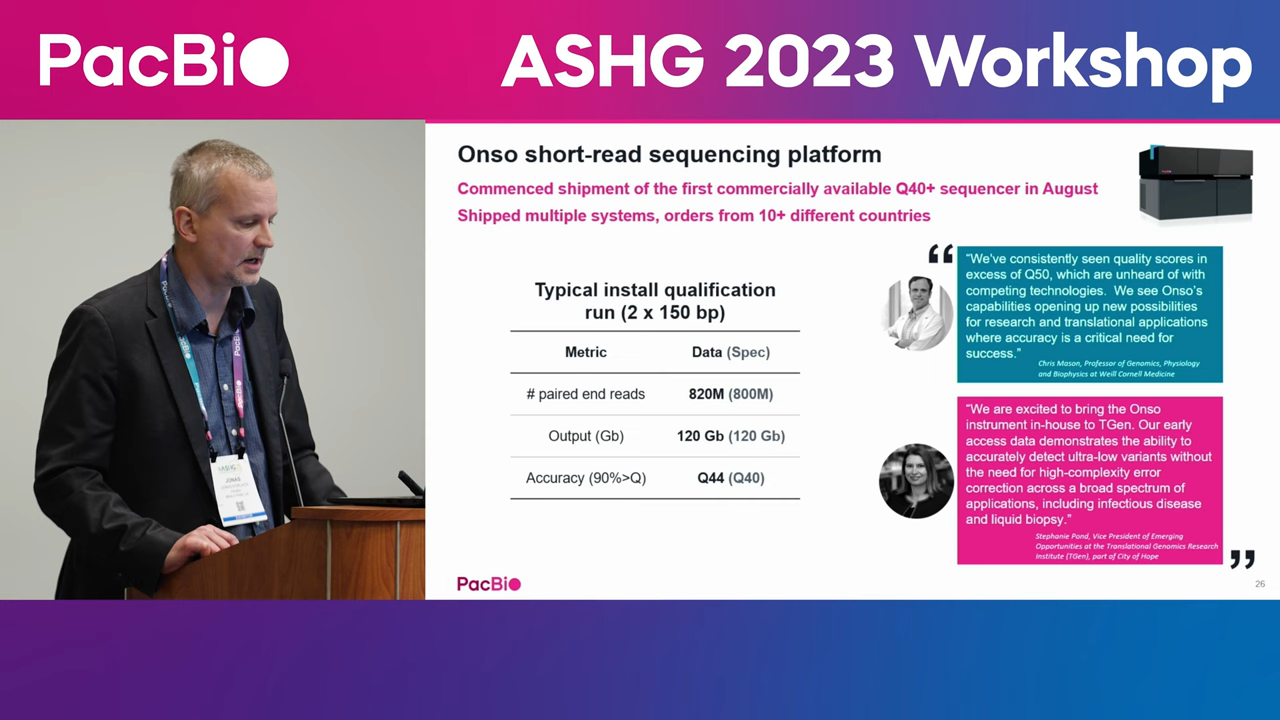 PacBio
ASHG 2023 Workshop
Onso short-read sequencing platform
Commenced shipment of the first commercially available Q40+ sequencer in August
Shipped multiple systems, orders from 10+ different countries
Typical install qualification
run (2 x 150 bp)
Metric Data (Spec)
# paired end reads 820M (800M)
Output (Gb) 120 Gb (120 Gb)
Accuracy (90%>Q) Q44 (Q40)
“We’ve consistently seen quality scores in
excess of Q50, which are unheard of with
competing technologies. We see Onso’s
capabilities opening up new possibilities
for research and translational applications
where accuracy is a critical need for
success.”
Chris Mason, Professor of Genomics, Physiology
and Biophysics at Weill Cornell Medicine
“We are excited to bring the Onso
instrument in-house to TGen. Our early
access data demonstrates the ability to
accurately detect ultra-low variants without
the need for high-complexity error
correction across a broad spectrum of
applications, including infectious disease
and liquid biopsy.”
Stephanie Pond, Vice President of Emerging
Opportunities at the Translational Genomics Research
Institute (TGen), part of City of Hope
PacBio
26
ASHG
JONAS
PacBio